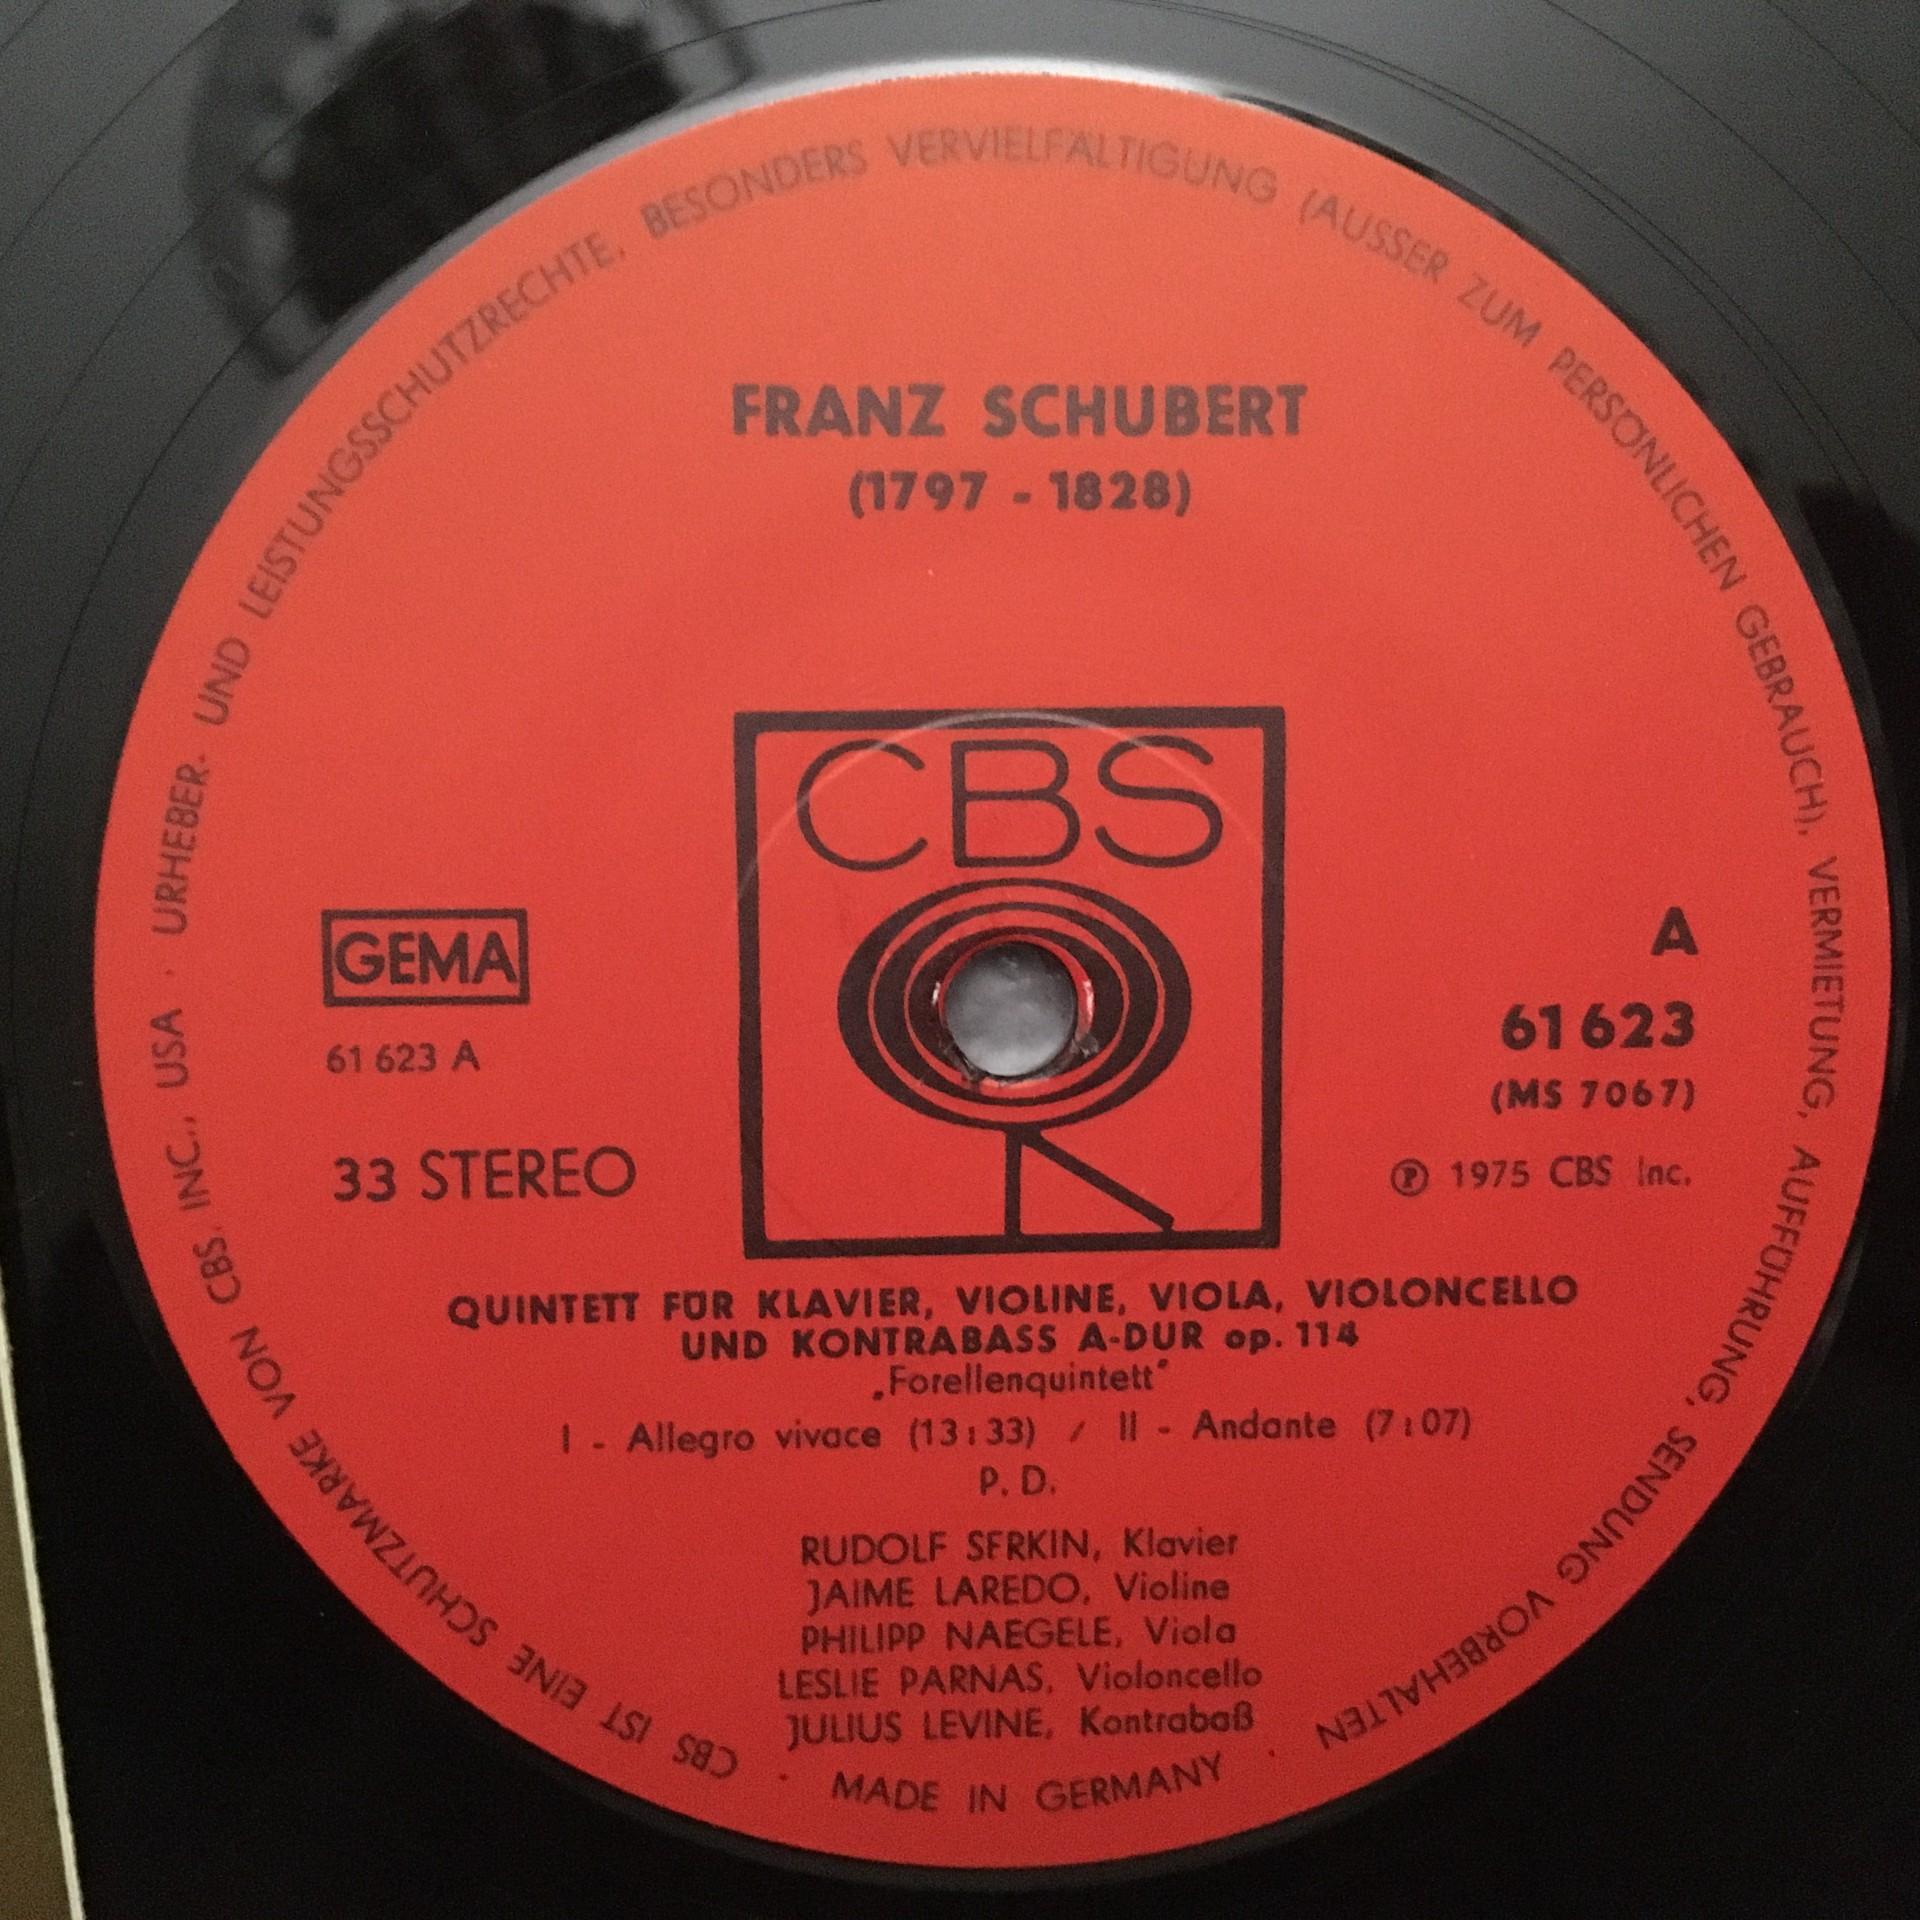 FRANZ SCHUBERT
(1797 - 1828)
CBS
GEMA
61 623 A
33 STEREO
A
61 623
(MS 7067)
Ⓟ 1975 CBS Inc.
QUINTETT FÜR KLAVIER, VIOLINE, VIOLA, VIOLONCELLO
UND KONTRABASS A-DUR op. 114
„Forellenquintett"
I - Allegro vivace (13:33) / II - Andante (7:07)
P. D.
RUDOLF SERKIN, Klavier
JAIME LAREDO, Violine
PHILIPP NAEGELE, Viola
LESLIE PARNAS, Violoncello
JULIUS LEVINE, Kontrabaß
CBS IST EINE SCHUTZMARKE VON CBS, INC., USA · URHEBER- UND LEISTUNGSSCHUTZRECHTE, BESONDERS VERVIELFÄLTIGUNG (AUSSER ZUM PERSÖNLICHEN GEBRAUCH), VERMIETUNG, AUFFÜHRUNG, SENDUNG VORBEHALTEN · MADE IN GERMANY ·